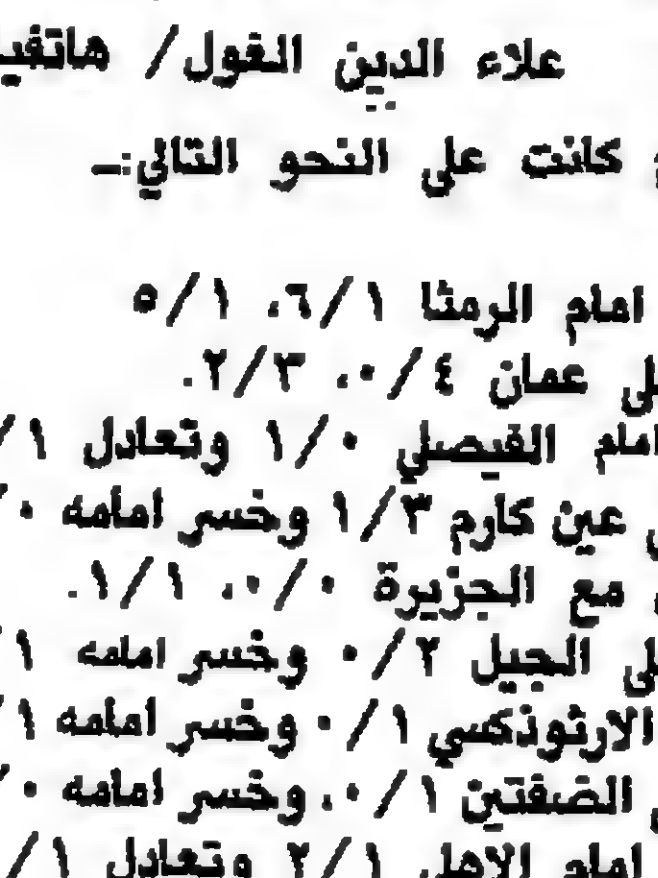 علاء الدين الغول/ هاتفيا
كانت على النحو التالي:ـ
امام الرمثا ٦/١، ٥/١
عمان ٤/٠، ٣/٢.
امام الفيصلي ١/٠ وتعادل ١/
عين كارم ٣/١ وخسر امامه ٠/
مع الجزيرة ٠/٠، ١/١.
الجيل ٢/٠ وخسر امامه ١/
الارثوذكسي ١/٠ وخسر امامه ١/
الضفتين ١/٠، وخسر امامه ٠/
امام الاهلي ٢/١ وتعادل ١/